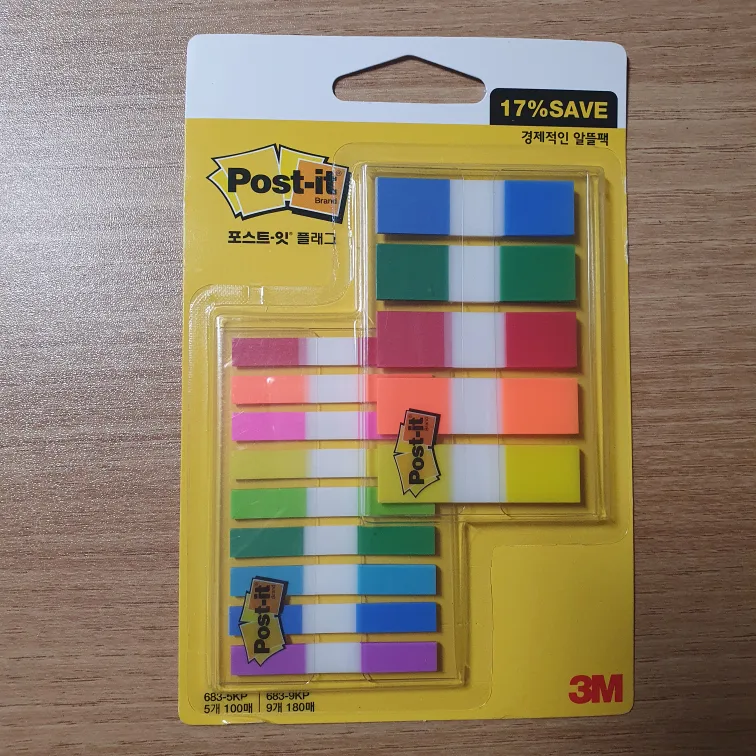 17%SAVE
경제적인 알뜰팩
Post-it®
Brand
포스트-잇® 플래그
Post-it
Post-it
683-5KP
5개 100매
683-9KP
9개 180매
3M